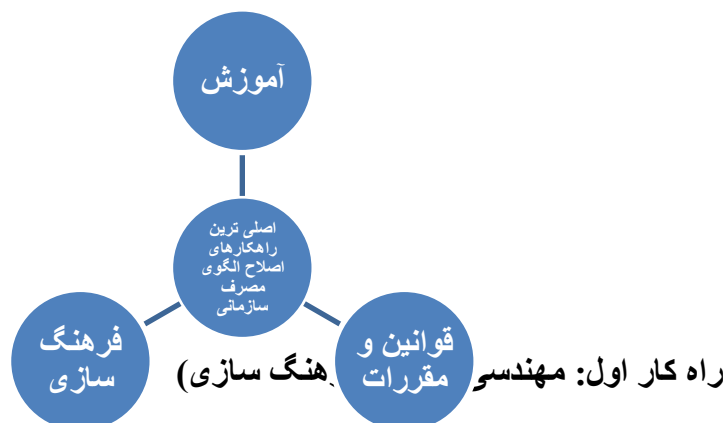 آموزش
اصلی ترین
راهکارهای
اصلاح الگوی
مصرف
سازمانی
قوانین و
مقررات
فرهنگ
سازی
راه کار اول: مهندسی هنگ سازی)